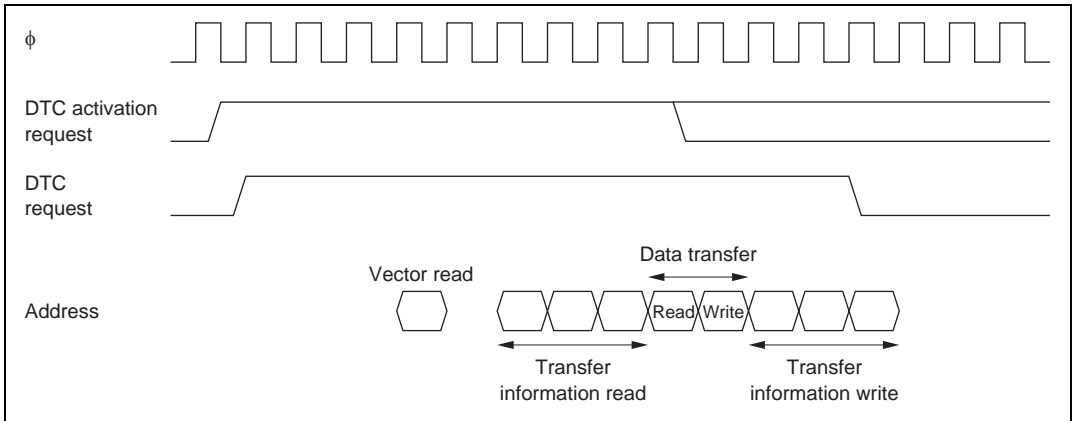 ϕ
DTC activation
request
DTC
request
Data transfer
Vector read
Address
Read Write
Transfer
information read
Transfer
information write